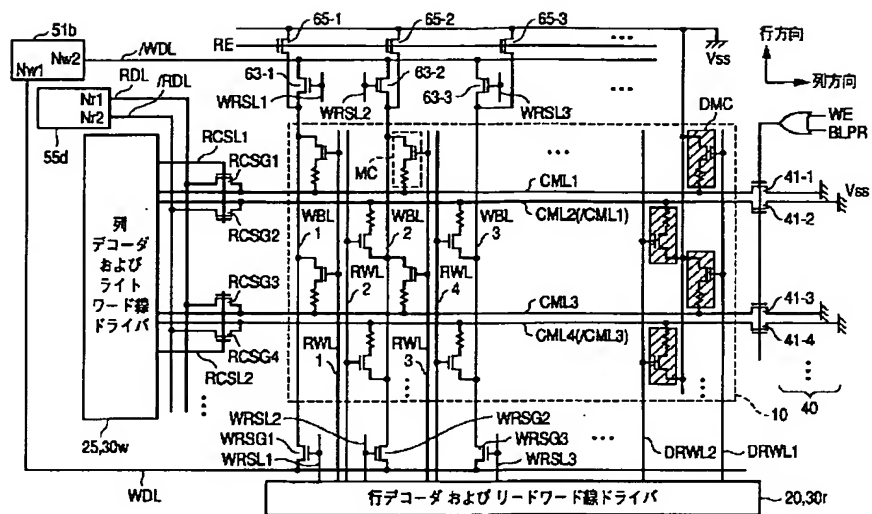 51b
Nw2
Nw1
/WDL
RDL
/RDL
Nr1
Nr2
55d
RE
65-1
65-2
65-3
...
Vss
行方向
列方向
63-1
63-2
63-3
WRSL1
WRSL2
WRSL3
...
DMC
WE
BLPR
RCSL1
RCSG1
MC
...
CML1
41-1
Vss
列
デコーダ
および
ライト
ワード線
ドライバ
RCSG2
WBL
1
WBL
2
WBL
3
CML2(/CML1)
41-2
RWL
2
RWL
4
RCSG3
CML3
41-3
CML4(/CML3)
41-4
RCSG4
RWL
1
RWL
3
RCSL2
10
40
25,30w
WRSL2
WRSG1
WRSL1
WRSG2
WRSG3
WRSL3
...
DRWL2
DRWL1
WDL
行デコーダ および リードワード線ドライバ
20,30r